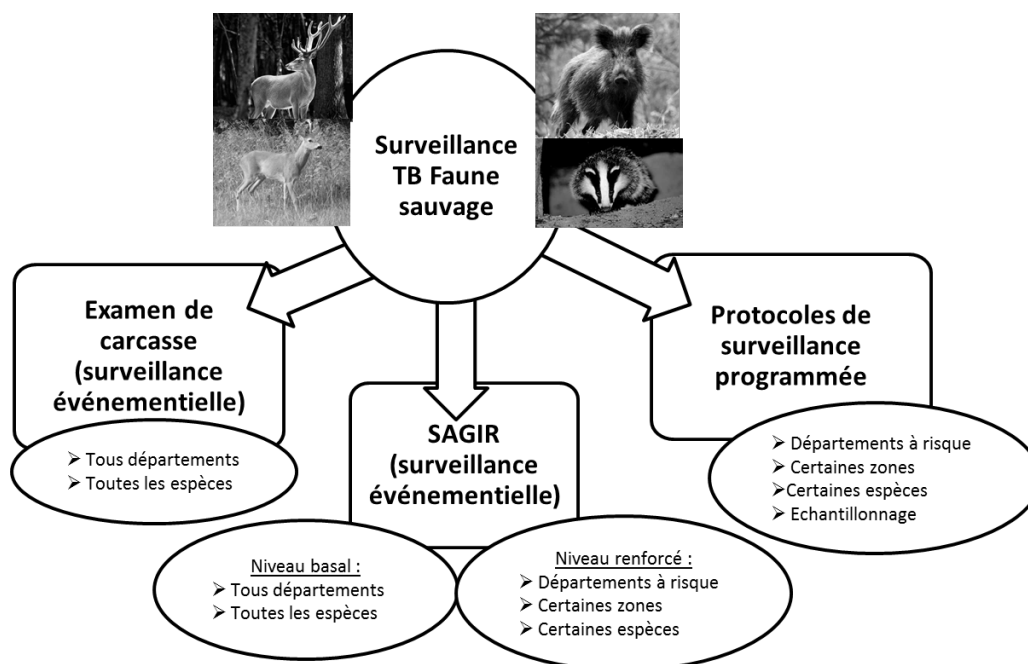 Surveillance
TB Faune
sauvage
Examen de
carcasse
(surveillance
événementielle)
➢ Tous départements
➢ Toutes les espèces
SAGIR
(surveillance
événementielle)
Niveau basal :
➢ Tous départements
➢ Toutes les espèces
Niveau renforcé :
➢ Départements à risque
➢ Certaines zones
➢ Certaines espèces
Protocoles de
surveillance
programmée
➢ Départements à risque
➢ Certaines zones
➢Certaines espèces
➢ Echantillonnage